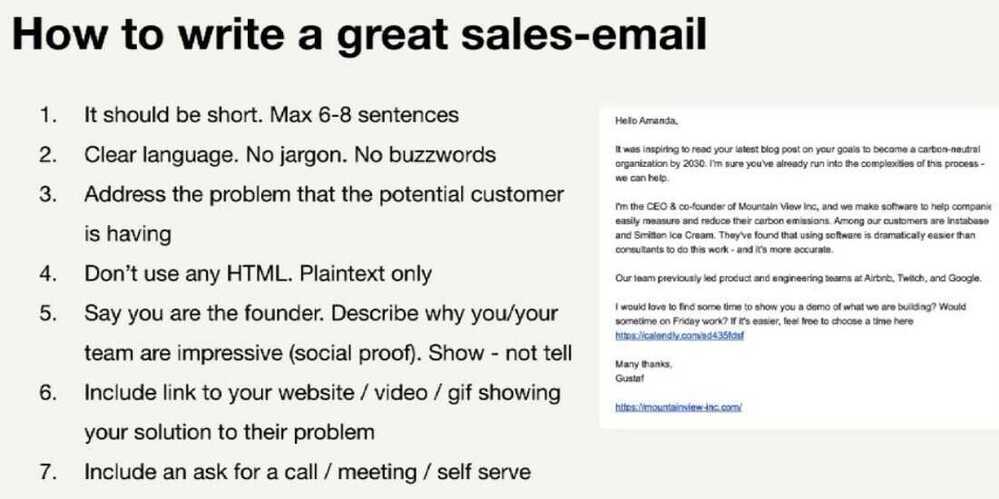 How to write a great sales-email
1. It should be short. Max 6-8 sentences
2. Clear language. No jargon. No buzzwords
3. Address the problem that the potential customer
is having
4. Don't use any HTML. Plaintext only
5. Say you are the founder. Describe why you/your
team are impressive (social proof). Show - not tell
6. Include link to your website / video / gif showing
your solution to their problem
7. Include an ask for a call / meeting / self serve
Hello Amanda,
It was inspiring to read your latest blog post on your goals to become a carbon-neutral
organization by 2030. I'm sure you've already run into the complexities of this process -
we can help.
I'm the CEO & co-founder of Mountain View Inc, and we make software to help companie
easily measure and reduce their carbon emissions. Among our customers are Instabase
and Smitten Ice Cream. They've found that using software is dramatically easier than
consultants to do this work - and it's more accurate.
Our team previously led product and engineering teams at Airbnb, Twitch, and Google.
I would love to find some time to show you a demo of what we are building? Would
sometime on Friday work? If it's easier, feel free to choose a time here
https://calendly.com/sd435fdsf
Many thanks,
Gustaf
https://mountainview-inc.com/